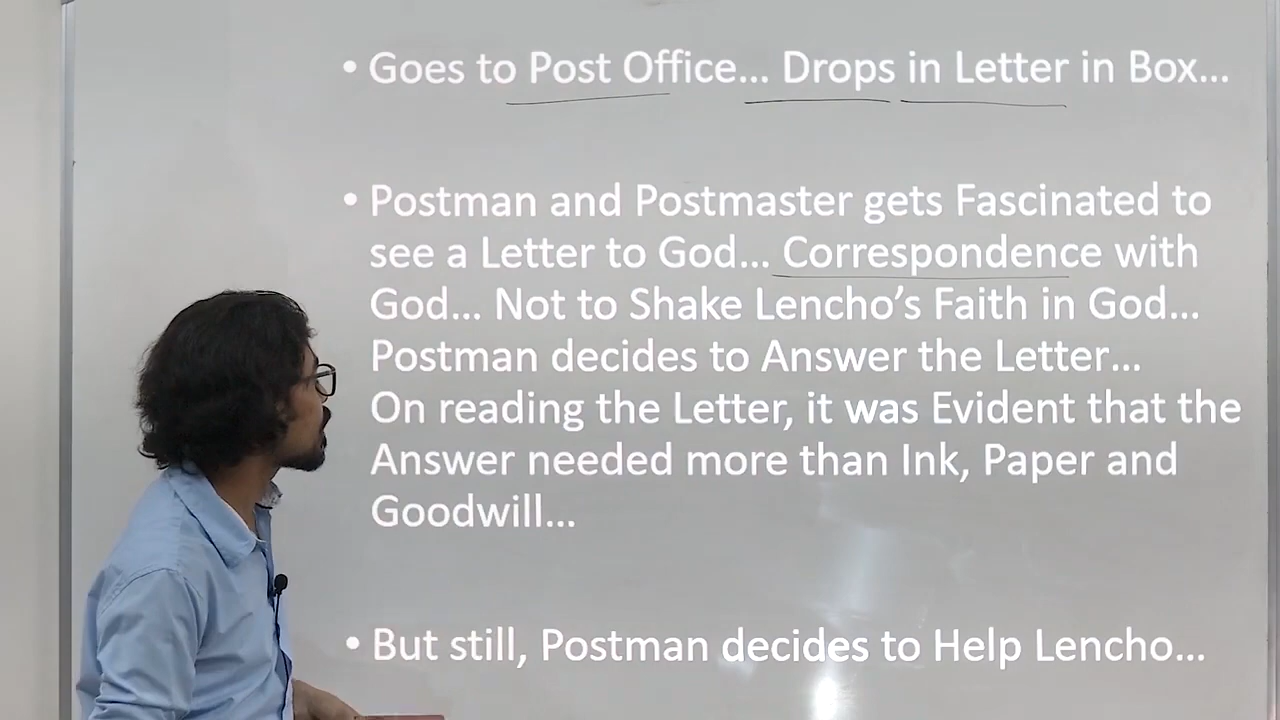 • Goes to Post Office... Drops in Letter in Box...
• Postman and Postmaster gets Fascinated to
see a Letter to God... Correspondence with
God... Not to Shake Lencho’s Faith in God...
Postman decides to Answer the Letter...
On reading the Letter, it was Evident that the
Answer needed more than Ink, Paper and
Goodwill...
• But still, Postman decides to Help Lencho...